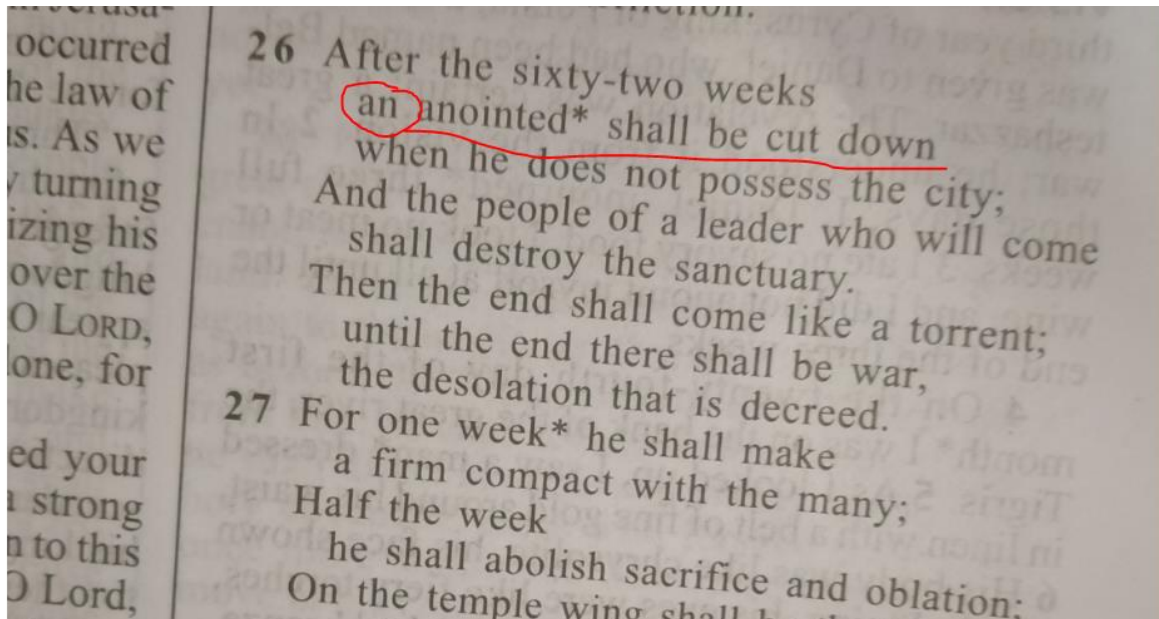 occurred
he law of
s. As we
turning
izing his
over the
O LORD,
one, for
ed your
strong
n to this
O Lord,
26 After the sixty-two weeks
an anointed* shall be cut down
when he does not possess the city;
And the people of a leader who will come
shall destroy the sanctuary.
Then the end shall come like a torrent;
until the end there shall be war,
the desolation that is decreed.
27 For one week* he shall make
a firm compact with the many;
Half the week
he shall abolish sacrifice and oblation;
On the temple wing shall